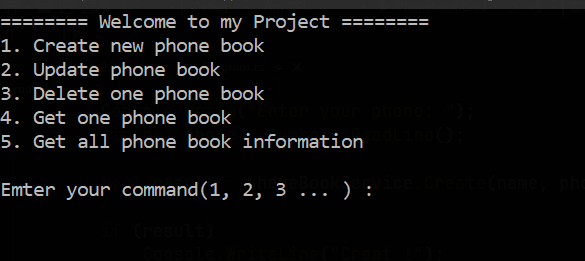 ======== Welcome to my Project ========
1. Create new phone book
2. Update phone book
3. Delete one phone book
4. Get one phone book
5. Get all phone book information
Emter your command(1, 2, 3 ... ) :